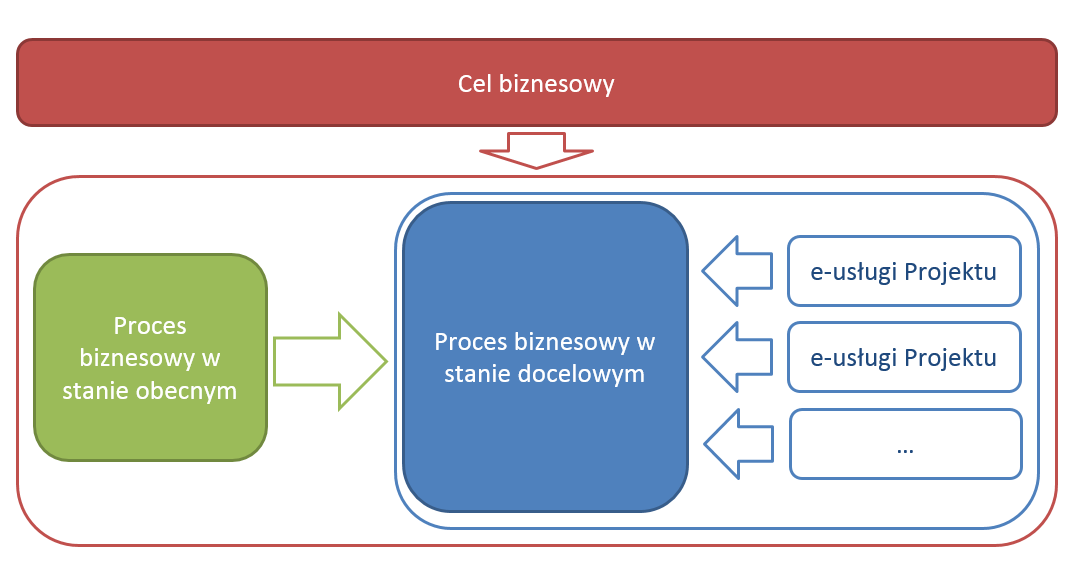 Cel biznesowy
Proces
biznesowy w
stanie obecnym
Proces biznesowy w
stanie docelowym
e-usługi Projektu
e-usługi Projektu
...